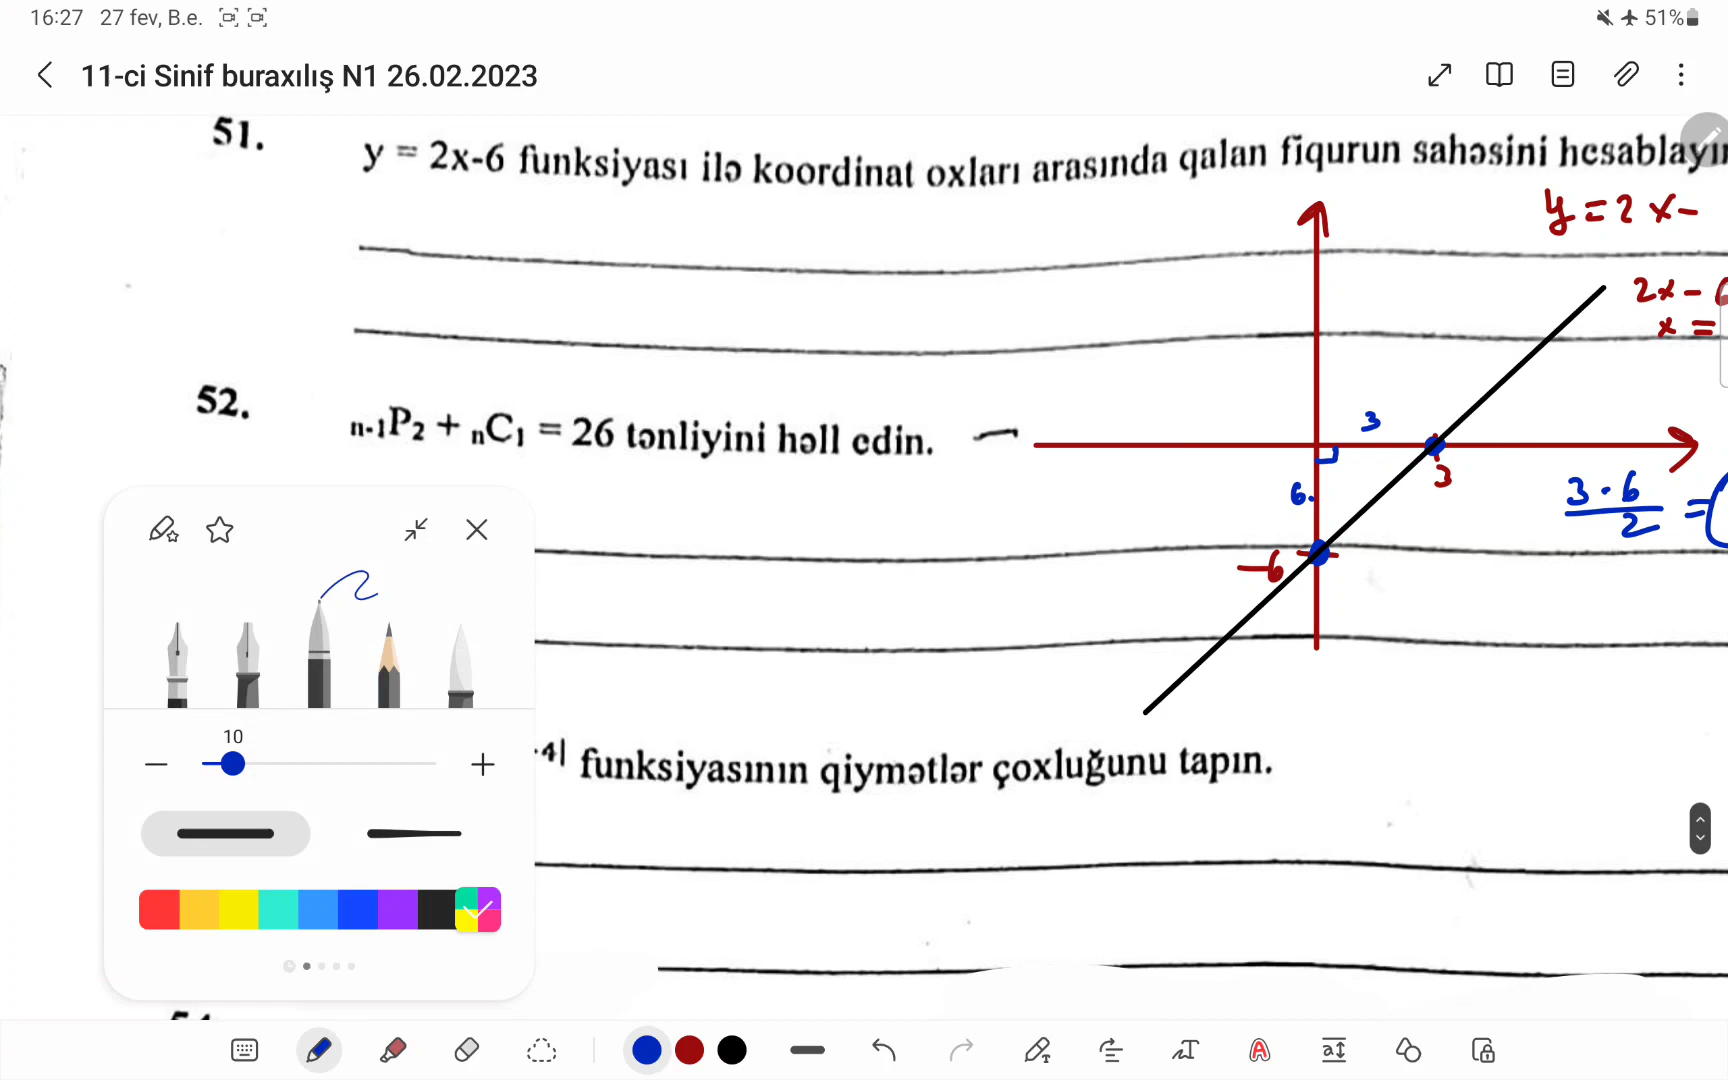 16:27 27 fev, B.e. 51%
11-ci Sinif buraxılış N1 26.02.2023
51. y = 2x-6 funksiyası ilə koordinat oxları arasında qalan fiqurun sahəsini hesablayı
y = 2x-
2x-
x =
52. n-1P2 + nC1 = 26 tənliyini həll edin.
3
3
6.
-6
3·6/2 =
10
-4| funksiyasının qiymətlər çoxluğunu tapın.